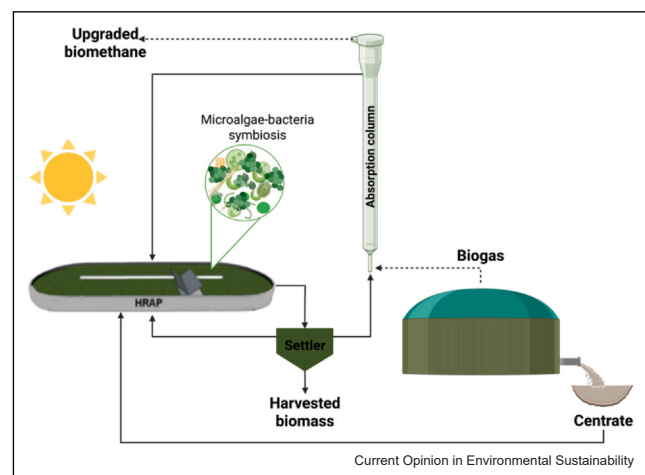 Upgraded
biomethane
Microalgae-bacteria
symbiosis
Absorption column
Biogas
HRAP
Settler
Harvested
biomass
Centrate
Current Opinion in Environmental Sustainability